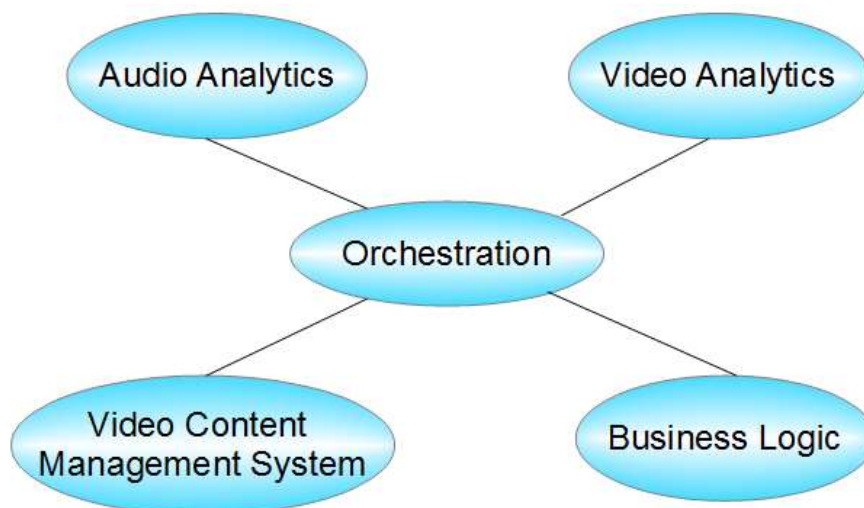 Audio Analytics
Video Analytics
Orchestration
Video Content
Management System
Business Logic